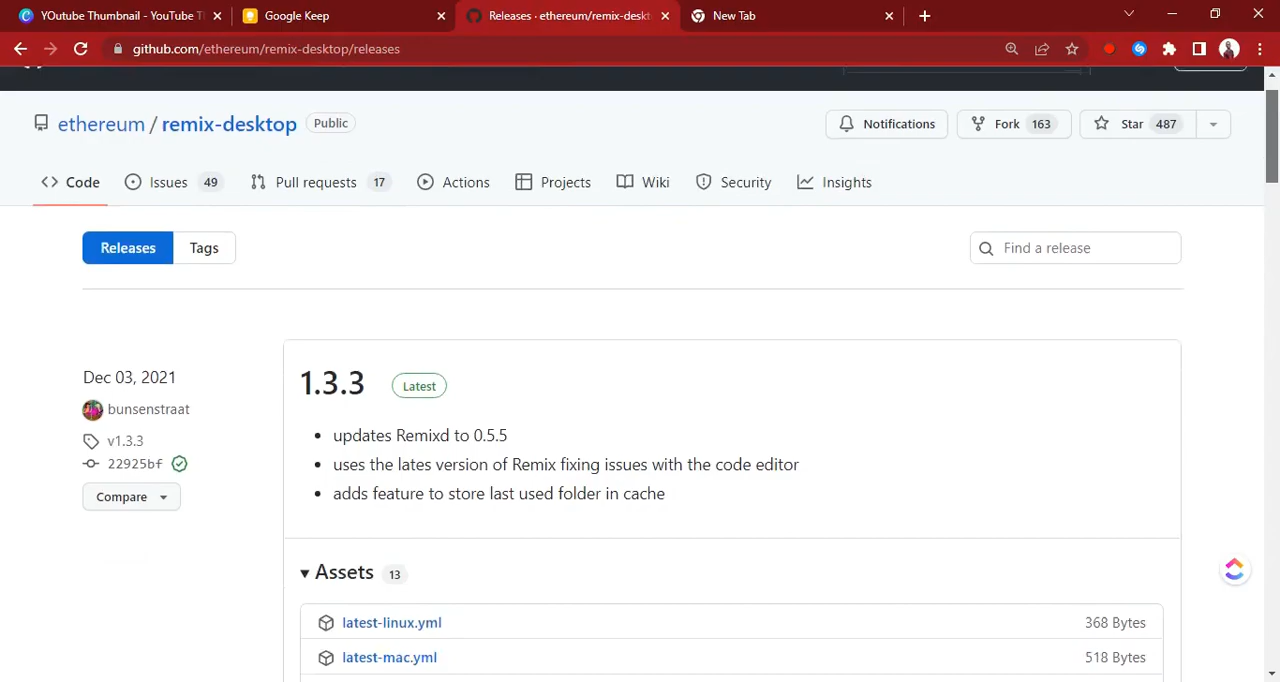 YOutube Thumbnail - YouTube T
Google Keep
Releases · ethereum/remix-deskt
New Tab
github.com/ethereum/remix-desktop/releases
ethereum / remix-desktop Public
Notifications
Fork 163
Star 487
Code
Issues 49
Pull requests 17
Actions
Projects
Wiki
Security
Insights
Releases
Tags
Find a release
Dec 03, 2021
bunsenstraat
v1.3.3
22925bf
Compare
1.3.3 Latest
updates Remixd to 0.5.5
uses the lates version of Remix fixing issues with the code editor
adds feature to store last used folder in cache
Assets 13
latest-linux.yml 368 Bytes
latest-mac.yml 518 Bytes